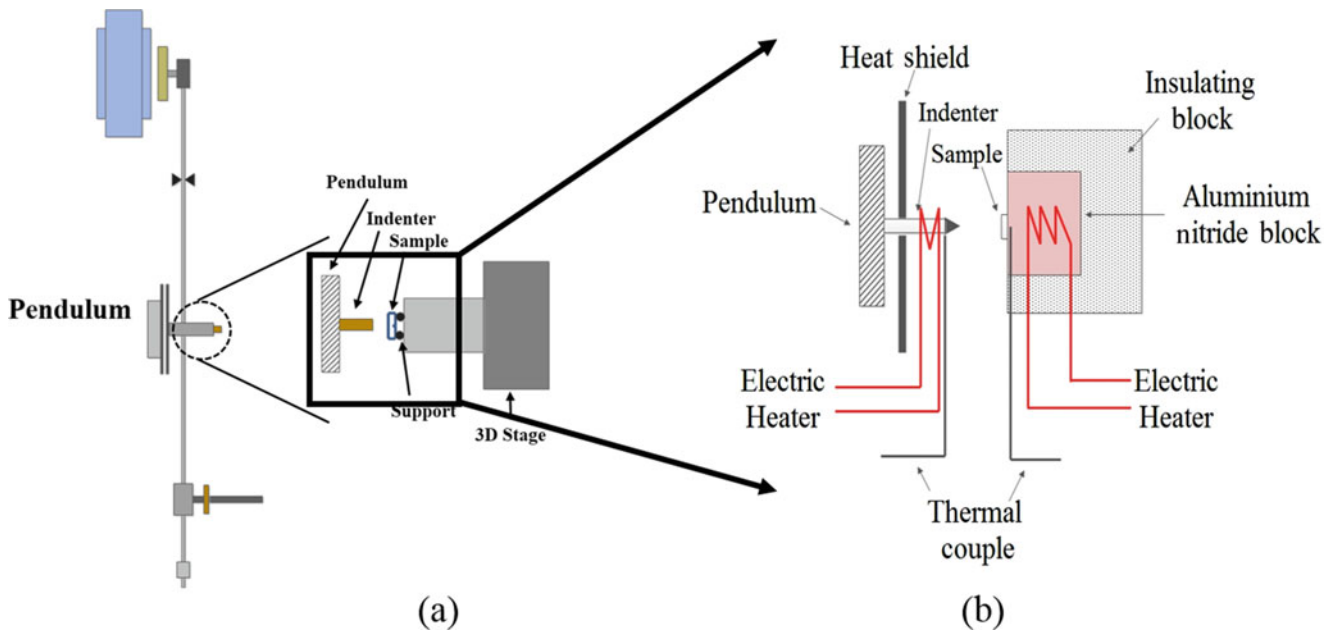 Pendulum
Pendulum
Indenter
Sample
Support
3D Stage
(a)
Heat shield
Indenter
Sample
Pendulum
Insulating
block
Aluminium
nitride block
Electric
Heater
Electric
Heater
Thermal
couple
(b)